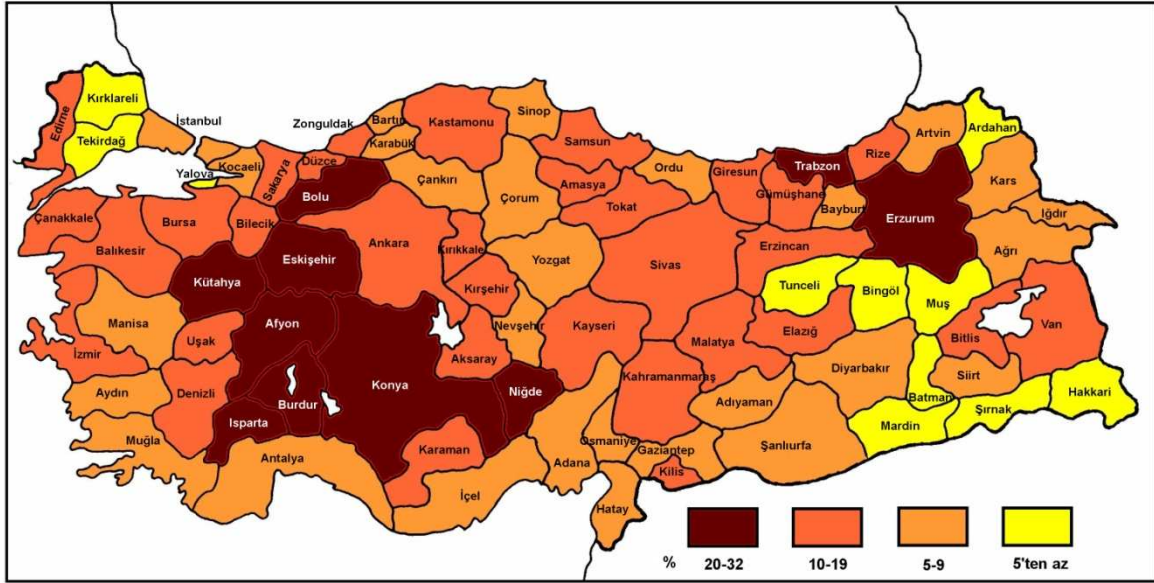 Kırklareli
Edirne
Tekirdağ
İstanbul
Yalova
Kocaeli
Sakarya
Düzce
Zonguldak
Bartın
Karabük
Kastamonu
Sinop
Samsun
Ordu
Giresun
Trabzon
Rize
Artvin
Ardahan
Bolu
Çankırı
Çorum
Amasya
Tokat
Gümüşhane
Bayburt
Erzurum
Kars
Iğdır
Çanakkale
Balıkesir
Bursa
Bilecik
Eskişehir
Ankara
Kırıkkale
Yozgat
Sivas
Erzincan
Ağrı
Kütahya
Kırşehir
Tunceli
Bingöl
Muş
Manisa
Uşak
Afyon
Nevşehir
Kayseri
Malatya
Elazığ
Bitlis
Van
İzmir
Aksaray
Aydın
Denizli
Isparta
Burdur
Konya
Niğde
Kahramanmaraş
Adıyaman
Diyarbakır
Batman
Siirt
Şırnak
Hakkari
Muğla
Antalya
Karaman
İçel
Adana
Osmaniye
Gaziantep
Kilis
Şanlıurfa
Mardin
Hatay
% 20-32 10-19 5-9 5'ten az